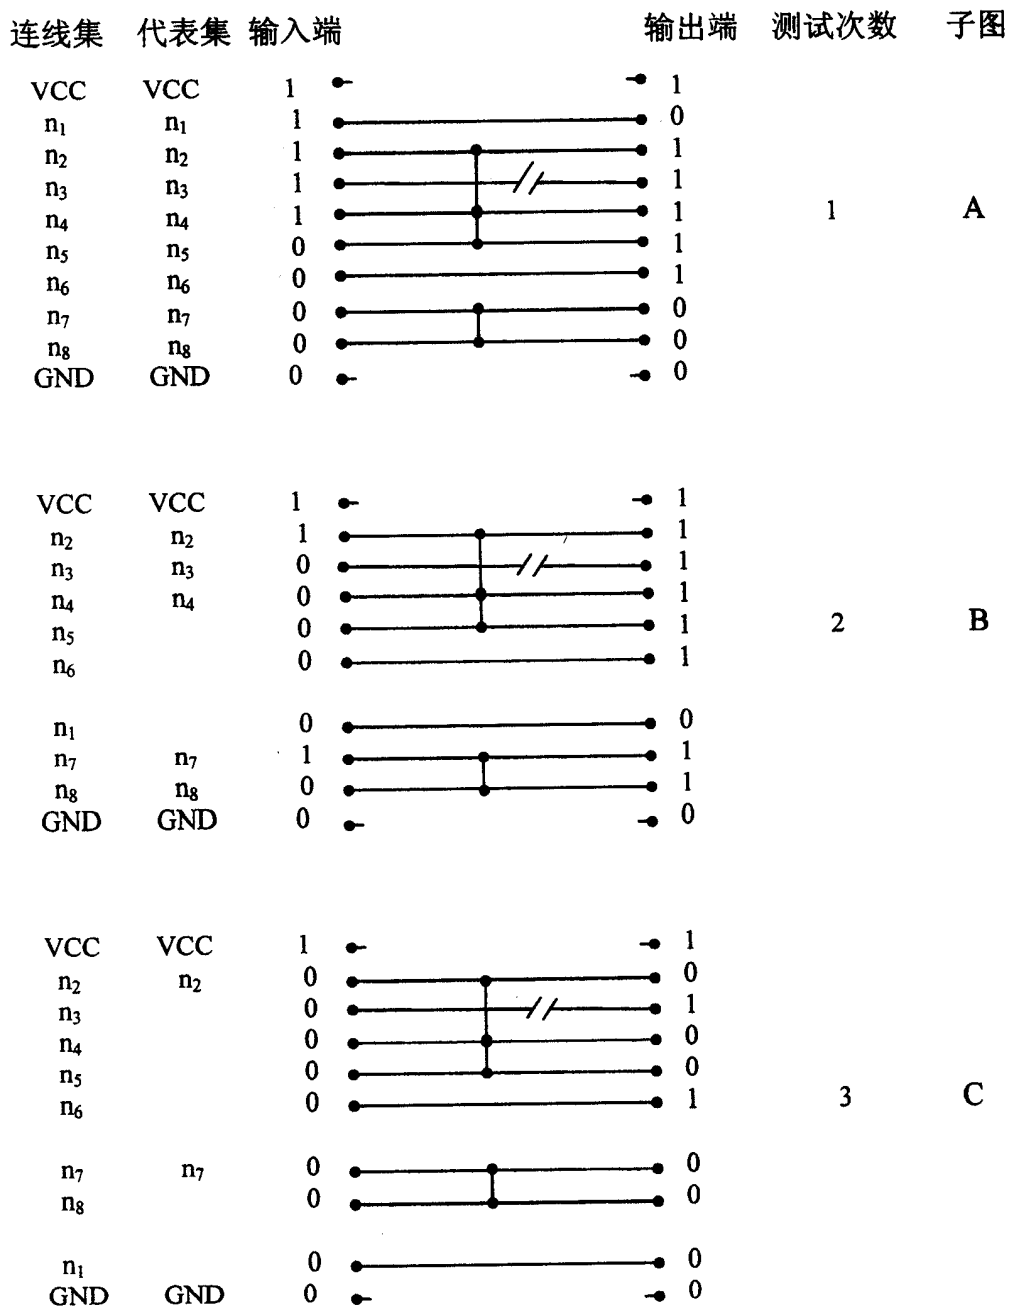 连线集 代表集 输入端 输出端 测试次数 子图
VCC VCC 1 1
n1 n1 1 0
n2 n2 1 1
n3 n3 1 1
n4 n4 1 1 1 A
n5 n5 0 1
n6 n6 0 1
n7 n7 0 0
n8 n8 0 0
GND GND 0 0
VCC VCC 1 1
n2 n2 1 1
n3 n3 0 1
n4 n4 0 1
n5 0 1 2 B
n6 0 1
n1 0 0
n7 n7 1 1
n8 n8 0 1
GND GND 0 0
VCC VCC 1 1
n2 n2 0 0
n3 0 1
n4 0 0
n5 0 0
n6 0 1 3 C
n7 n7 0 0
n8 0 0
n1 0 0
GND GND 0 0